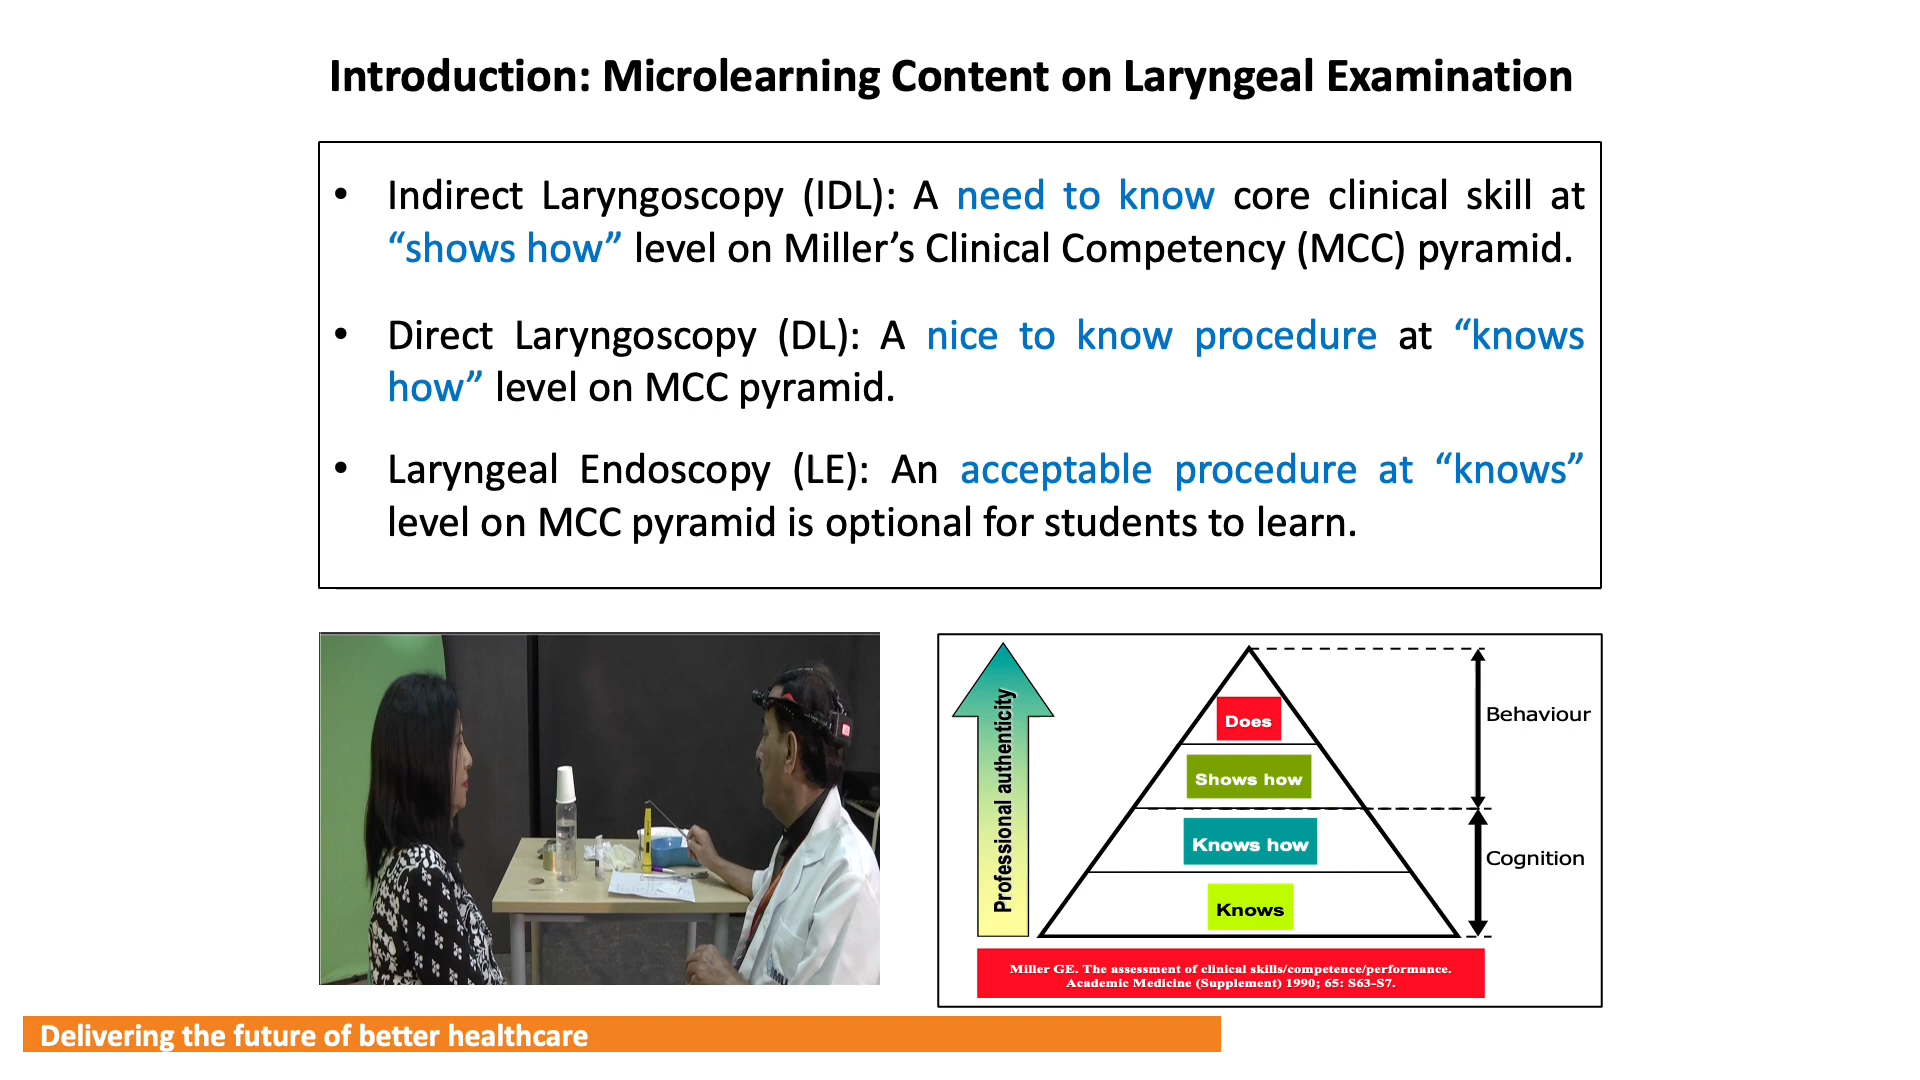 Introduction: Microlearning Content on Laryngeal Examination
• Indirect Laryngoscopy (IDL): A need to know core clinical skill at
“shows how” level on Miller’s Clinical Competency (MCC) pyramid.
• Direct Laryngoscopy (DL): A nice to know procedure at “knows
how” level on MCC pyramid.
• Laryngeal Endoscopy (LE): An acceptable procedure at “knows”
level on MCC pyramid is optional for students to learn.
Professional authenticity
Does
Shows how
Knows how
Knows
Behaviour
Cognition
Miller GE. The assessment of clinical skills/competence/performance.
Academic Medicine (Supplement) 1990; 65: S63-S7.
Delivering the future of better healthcare